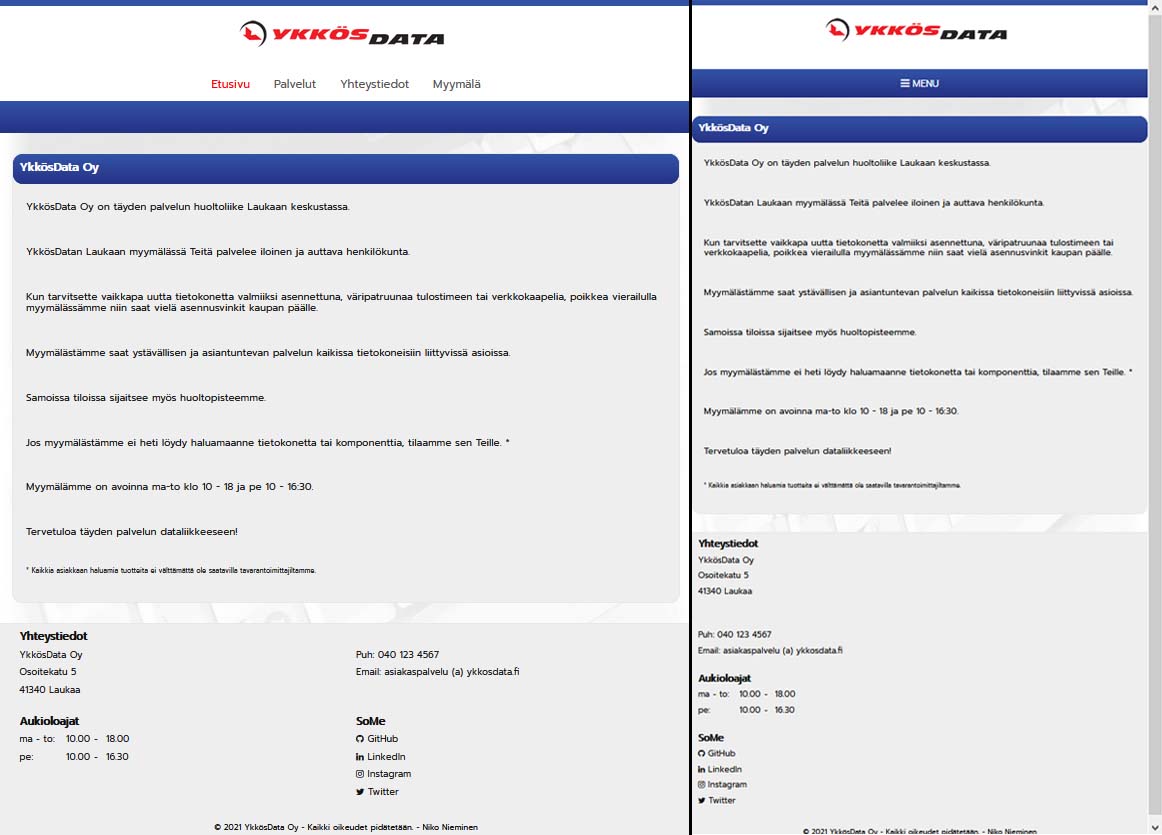 YKKÖSDATA
Etusivu Palvelut Yhteystiedot Myymälä
YkkösData Oy
YkkösData Oy on täyden palvelun huoltoliike Laukaan keskustassa.
YkkösDatan Laukaan myymälässä Teitä palvelee iloinen ja auttava henkilökunta.
Kun tarvitsette vaikkapa uutta tietokonetta valmiiksi asennettuna, väripatruunaa tulostimeen tai verkkokaapelia, poikkea vierailulla
myymälässämme niin saat vielä asennusvinkit kaupan päälle.
Myymälästämme saat ystävällisen ja asiantuntevan palvelun kaikissa tietokoneisiin liittyvissä asioissa.
Samoissa tiloissa sijaitsee myös huoltopisteemme.
Jos myymälästämme ei heti löydy haluamaanne tietokonetta tai komponenttia, tilaamme sen Teille. *
Myymälämme on avoinna ma-to klo 10 - 18 ja pe 10 - 16:30.
Tervetuloa täyden palvelun dataliikkeeseen!
* Kaikkia asiakkaan haluamia tuotteita ei välttämättä ole saatavilla tavarantoimittajiltamme.
Yhteystiedot
YkkösData Oy
Osoitekatu 5
41340 Laukaa
Puh: 040 123 4567
Email: asiakaspalvelu (a) ykkosdata.fi
Aukioloajat
ma - to: 10.00 - 18.00
pe: 10.00 - 16.30
SoMe
GitHub
LinkedIn
Instagram
Twitter
© 2021 YkkösData Oy - Kaikki oikeudet pidätetään. - Niko Nieminen
YKKÖSDATA
MENU
YkkösData Oy
YkkösData Oy on täyden palvelun huoltoliike Laukaan keskustassa.
YkkösDatan Laukaan myymälässä Teitä palvelee iloinen ja auttava henkilökunta.
Kun tarvitsette vaikkapa uutta tietokonetta valmiiksi asennettuna, väripatruunaa tulostimeen tai
verkkokaapelia, poikkea vierailulla myymälässämme niin saat vielä asennusvinkit kaupan päälle.
Myymälästämme saat ystävällisen ja asiantuntevan palvelun kaikissa tietokoneisiin liittyvissä asioissa.
Samoissa tiloissa sijaitsee myös huoltopisteemme.
Jos myymälästämme ei heti löydy haluamaanne tietokonetta tai komponenttia, tilaamme sen Teille. *
Myymälämme on avoinna ma-to klo 10 - 18 ja pe 10 - 16:30.
Tervetuloa täyden palvelun dataliikkeeseen!
* Kaikkia asiakkaan haluamia tuotteita ei välttämättä ole saatavilla tavarantoimittajiltamme.
Yhteystiedot
YkkösData Oy
Osoitekatu 5
41340 Laukaa
Puh: 040 123 4567
Email: asiakaspalvelu (a) ykkosdata.fi
Aukioloajat
ma - to: 10.00 - 18.00
pe: 10.00 - 16.30
SoMe
GitHub
LinkedIn
Instagram
Twitter
© 2021 YkkösData Oy - Kaikki oikeudet pidätetään. - Niko Nieminen